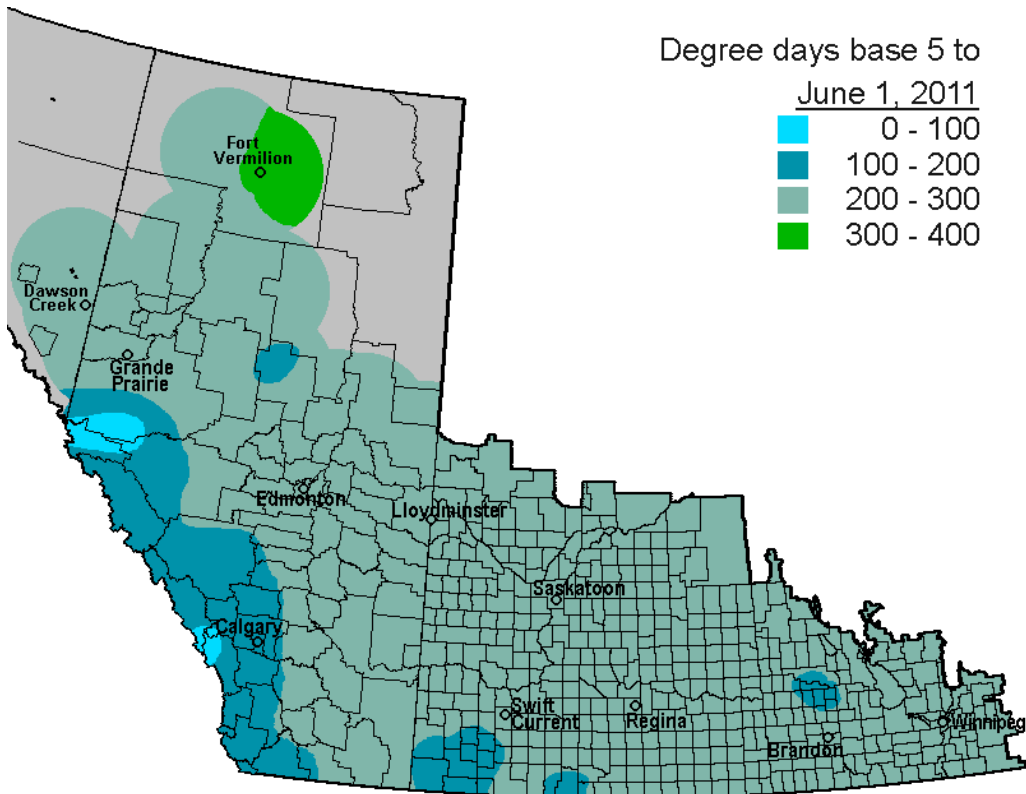 Degree days base 5 to
June 1, 2011
0 - 100
100 - 200
200 - 300
300 - 400
Fort
Vermilion
Dawson
Creek
Grande
Prairie
Edmonton
Lloydminster
Saskatoon
Calgary
Swift
Current
Regina
Brandon
Winnipeg